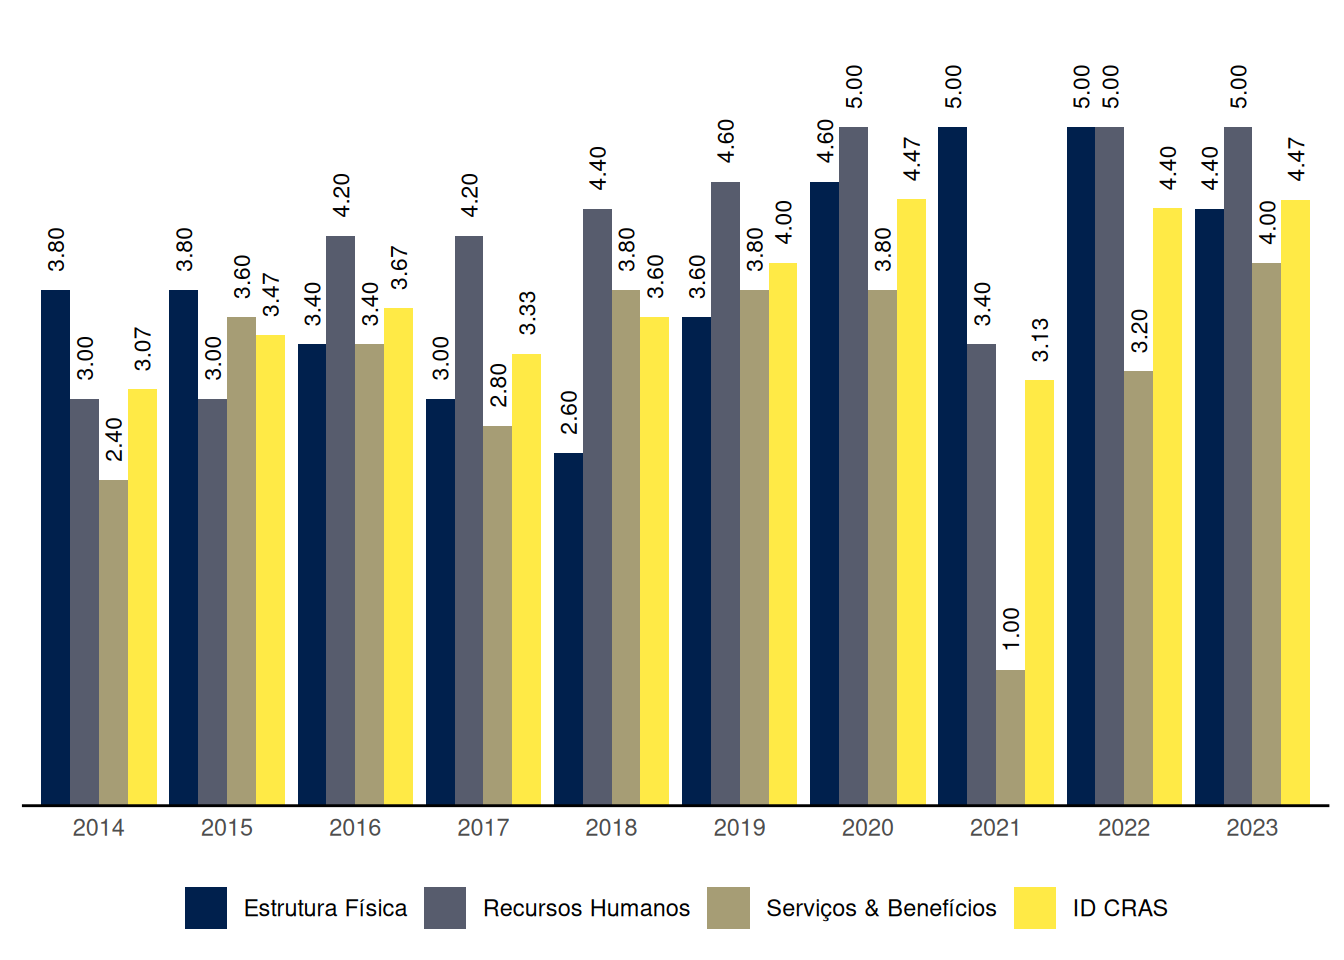 3.80 3.00 2.40 3.07 3.80 3.00 3.60 3.47 3.40 4.20 3.40 3.67 3.00 4.20 2.80 3.33 2.60 4.40 3.80 3.60 3.60 4.60 3.80 4.00 4.60 5.00 3.80 4.47 5.00 3.40 1.00 3.13 5.00 5.00 3.20 4.40 4.40 5.00 4.00 4.47
2014 2015 2016 2017 2018 2019 2020 2021 2022 2023
Estrutura Física Recursos Humanos Serviços & Benefícios ID CRAS